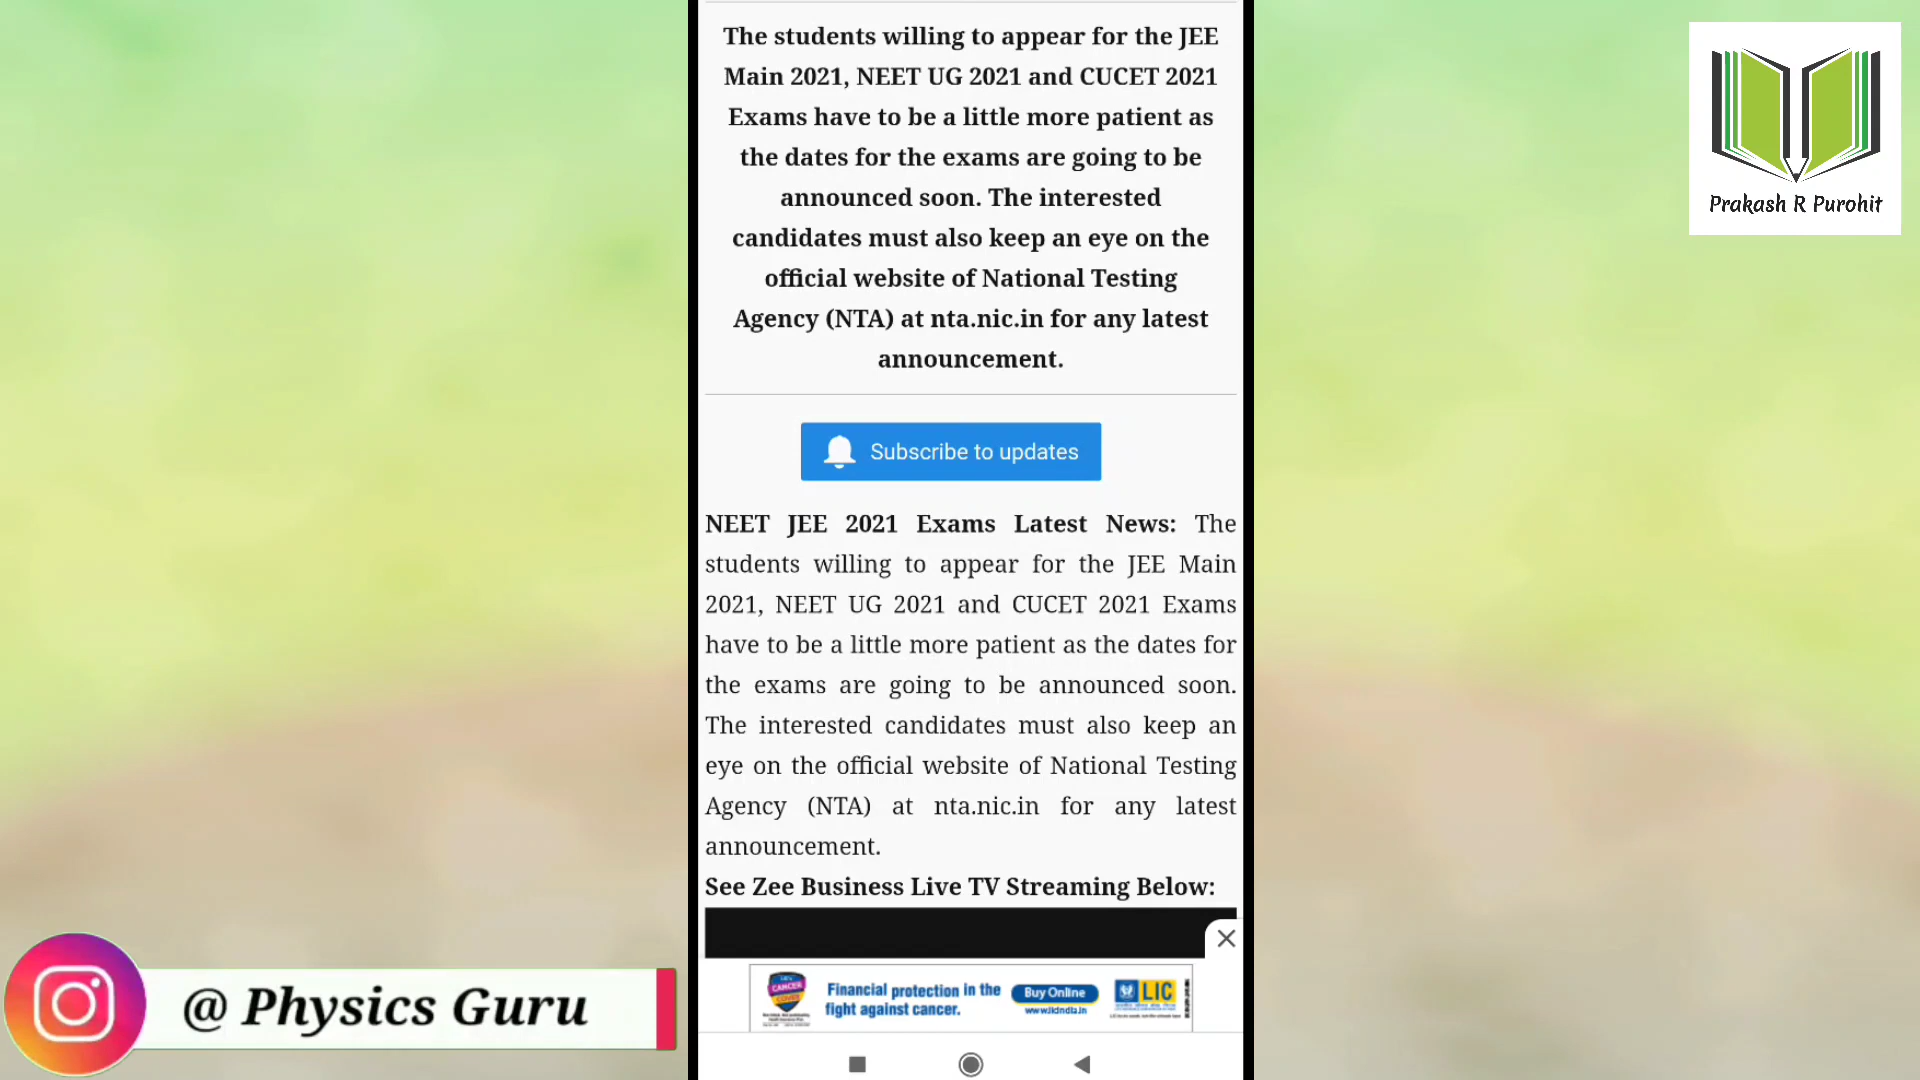 The students willing to appear for the JEE
Main 2021, NEET UG 2021 and CUCET 2021
Exams have to be a little more patient as
the dates for the exams are going to be
announced soon. The interested
candidates must also keep an eye on the
official website of National Testing
Agency (NTA) at nta.nic.in for any latest
announcement.
Subscribe to updates
NEET JEE 2021 Exams Latest News: The
students willing to appear for the JEE Main
2021, NEET UG 2021 and CUCET 2021 Exams
have to be a little more patient as the dates for
the exams are going to be announced soon.
The interested candidates must also keep an
eye on the official website of National Testing
Agency (NTA) at nta.nic.in for any latest
announcement.
See Zee Business Live TV Streaming Below:
CANCER
COVER
Financial protection in the
fight against cancer.
Buy Online
www.licindia.in
LIC
Prakash R Purohit
@ Physics Guru